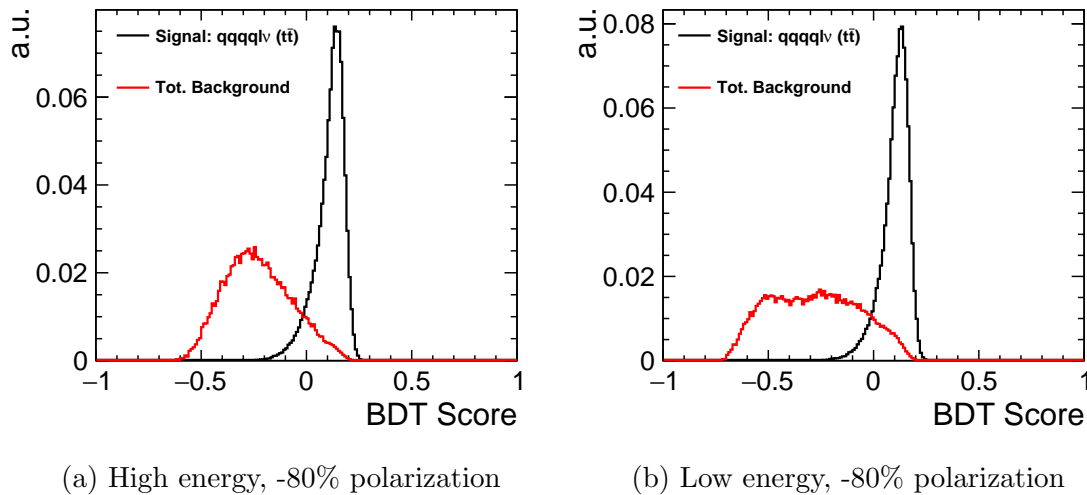 a.u.
Signal: qqqqlν (tt̄)
Tot. Background
0.06
0.04
0.02
0
−1 −0.5 0 0.5 1
BDT Score
(a) High energy, -80% polarization
a.u.
0.08
Signal: qqqqlν (tt̄)
Tot. Background
0.06
0.04
0.02
0
−1 −0.5 0 0.5 1
BDT Score
(b) Low energy, -80% polarization